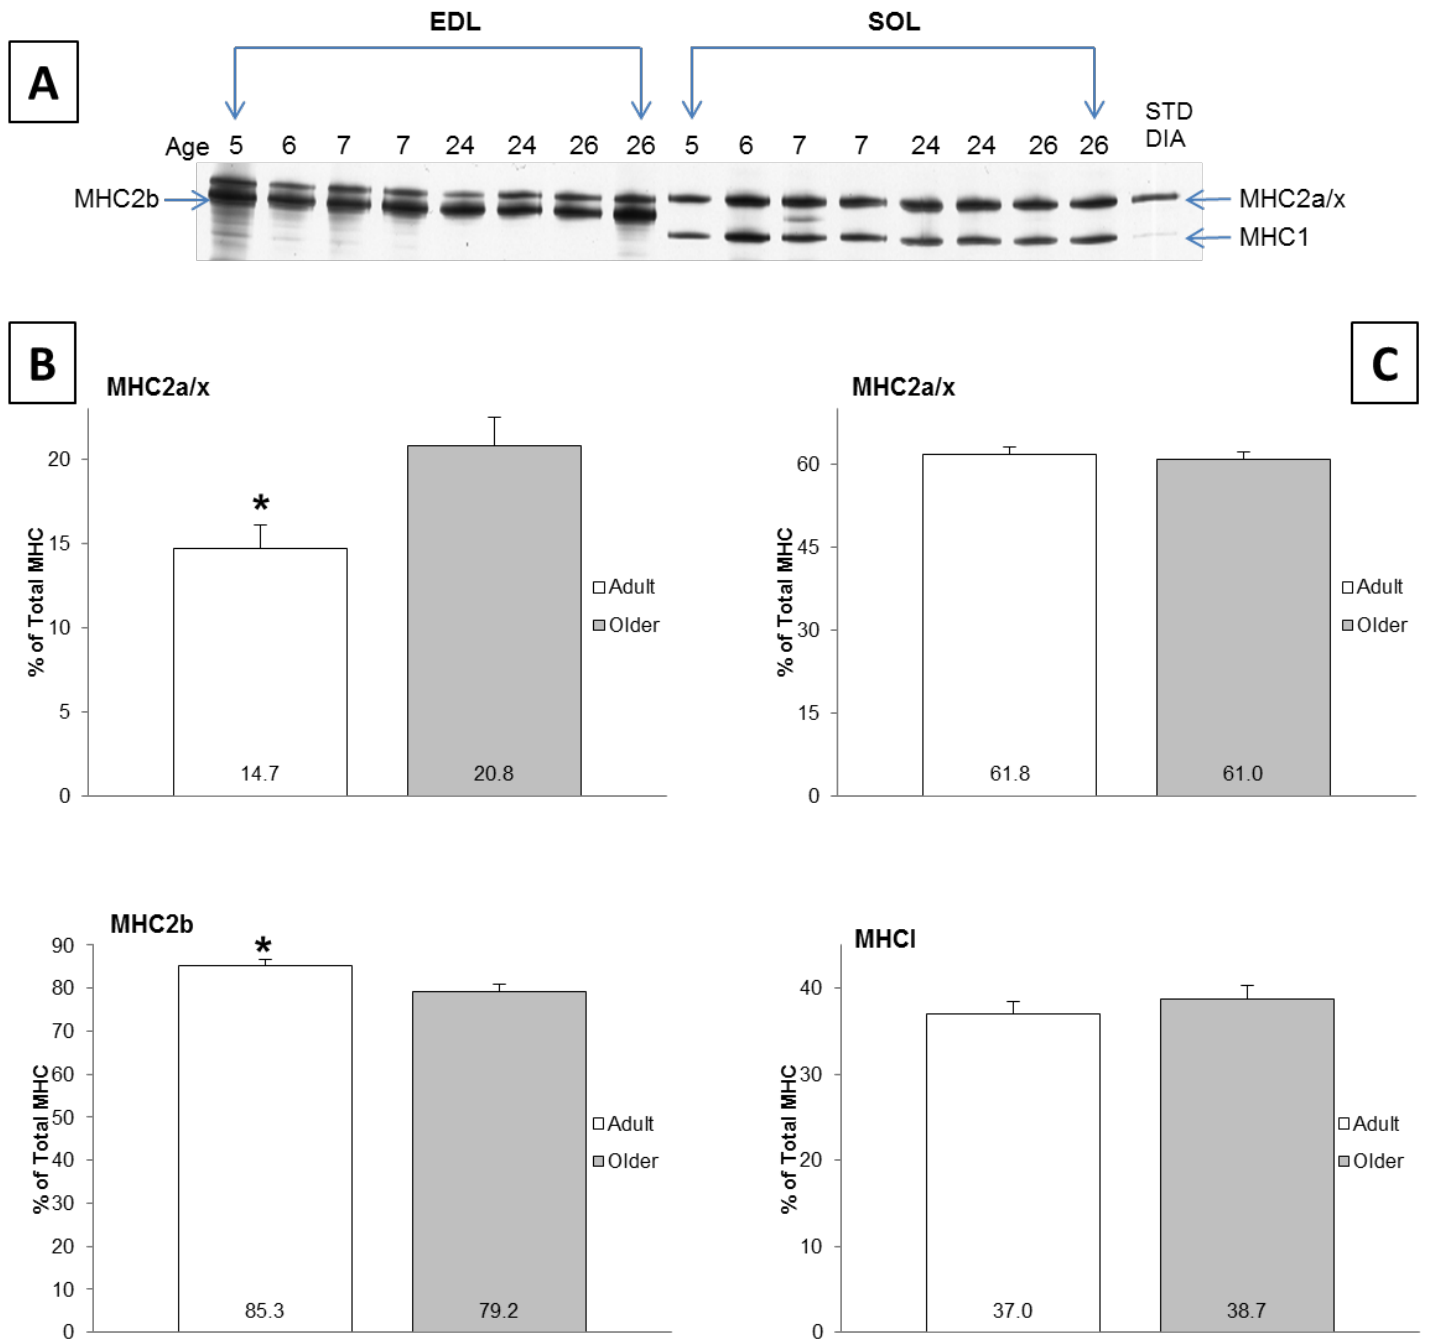 EDL SOL
A
STD
DIA
Age 5 6 7 7 24 24 26 26 5 6 7 7 24 24 26 26
MHC2b MHC2a/x
MHC1
B
MHC2a/x
% of Total MHC
20
15
10
5
0
*
14.7 20.8
Adult
Older
C
MHC2a/x
% of Total MHC
60
45
30
15
0
61.8 61.0
Adult
Older
MHC2b
% of Total MHC
90
80
70
60
50
40
30
20
10
0
*
85.3 79.2
Adult
Older
MHCI
% of Total MHC
40
30
20
10
0
37.0 38.7
Adult
Older